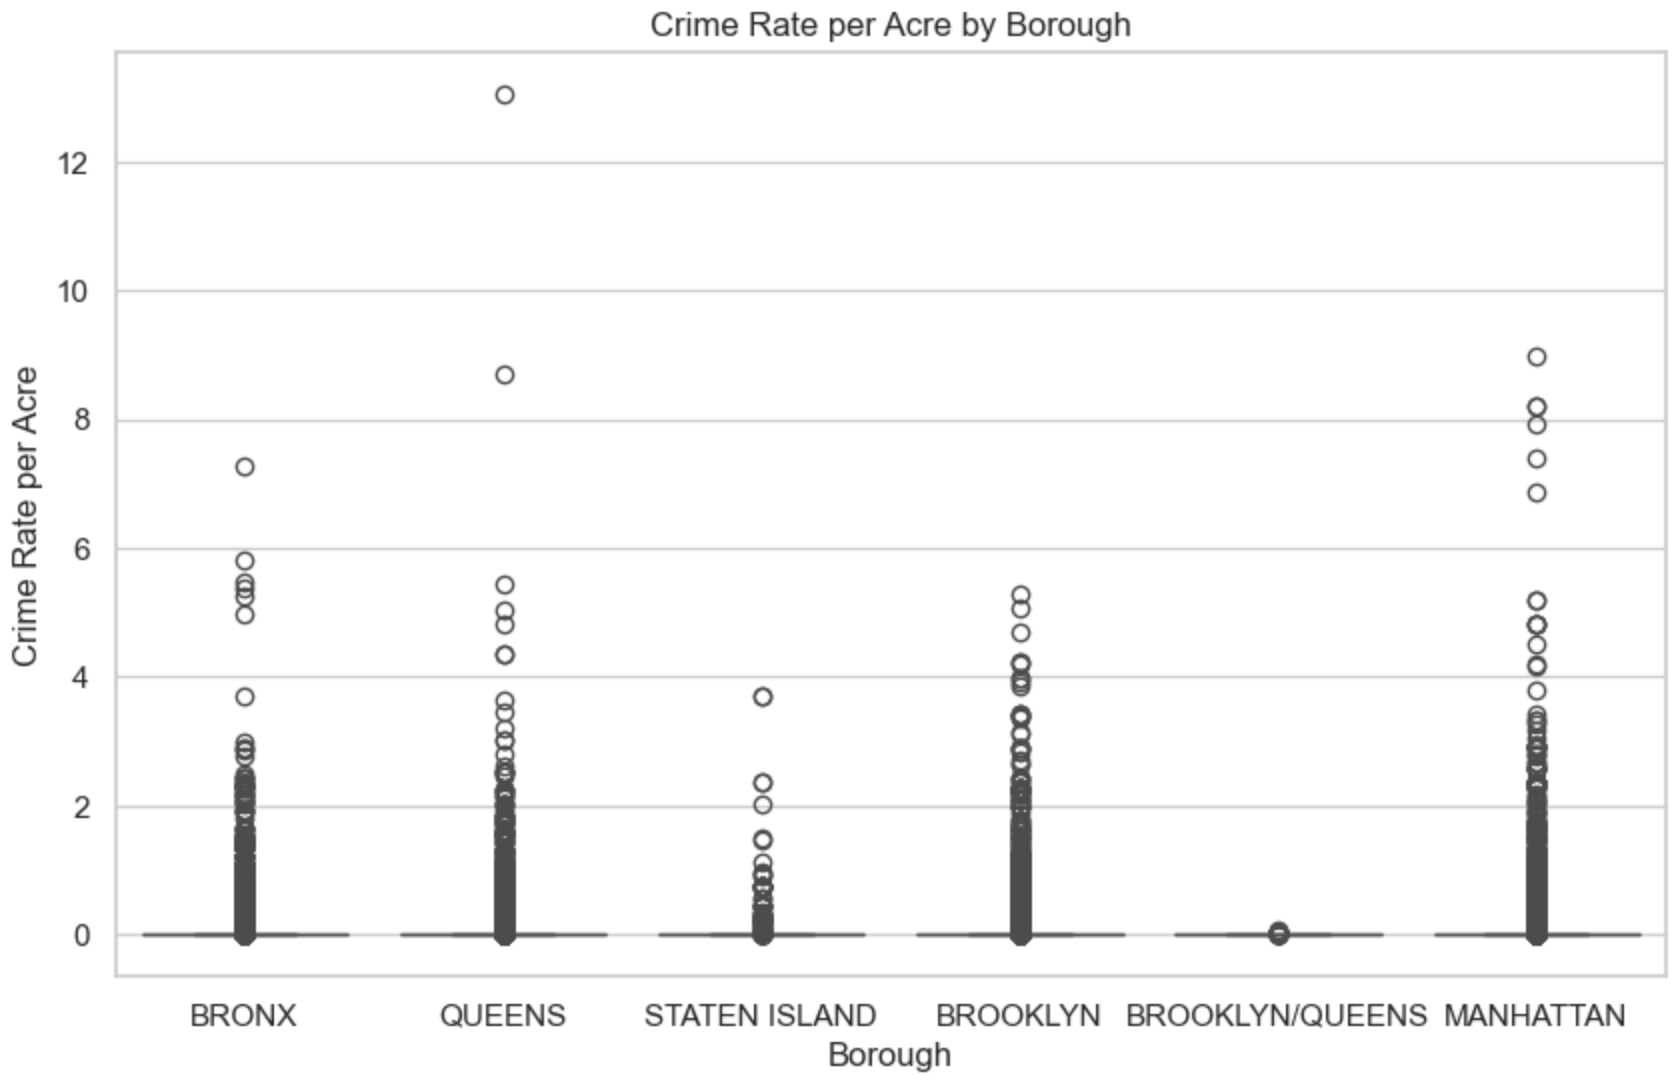 Crime Rate per Acre by Borough
12
10
8
6
4
2
0
Crime Rate per Acre
BRONX QUEENS STATEN ISLAND BROOKLYN BROOKLYN/QUEENS MANHATTAN
Borough